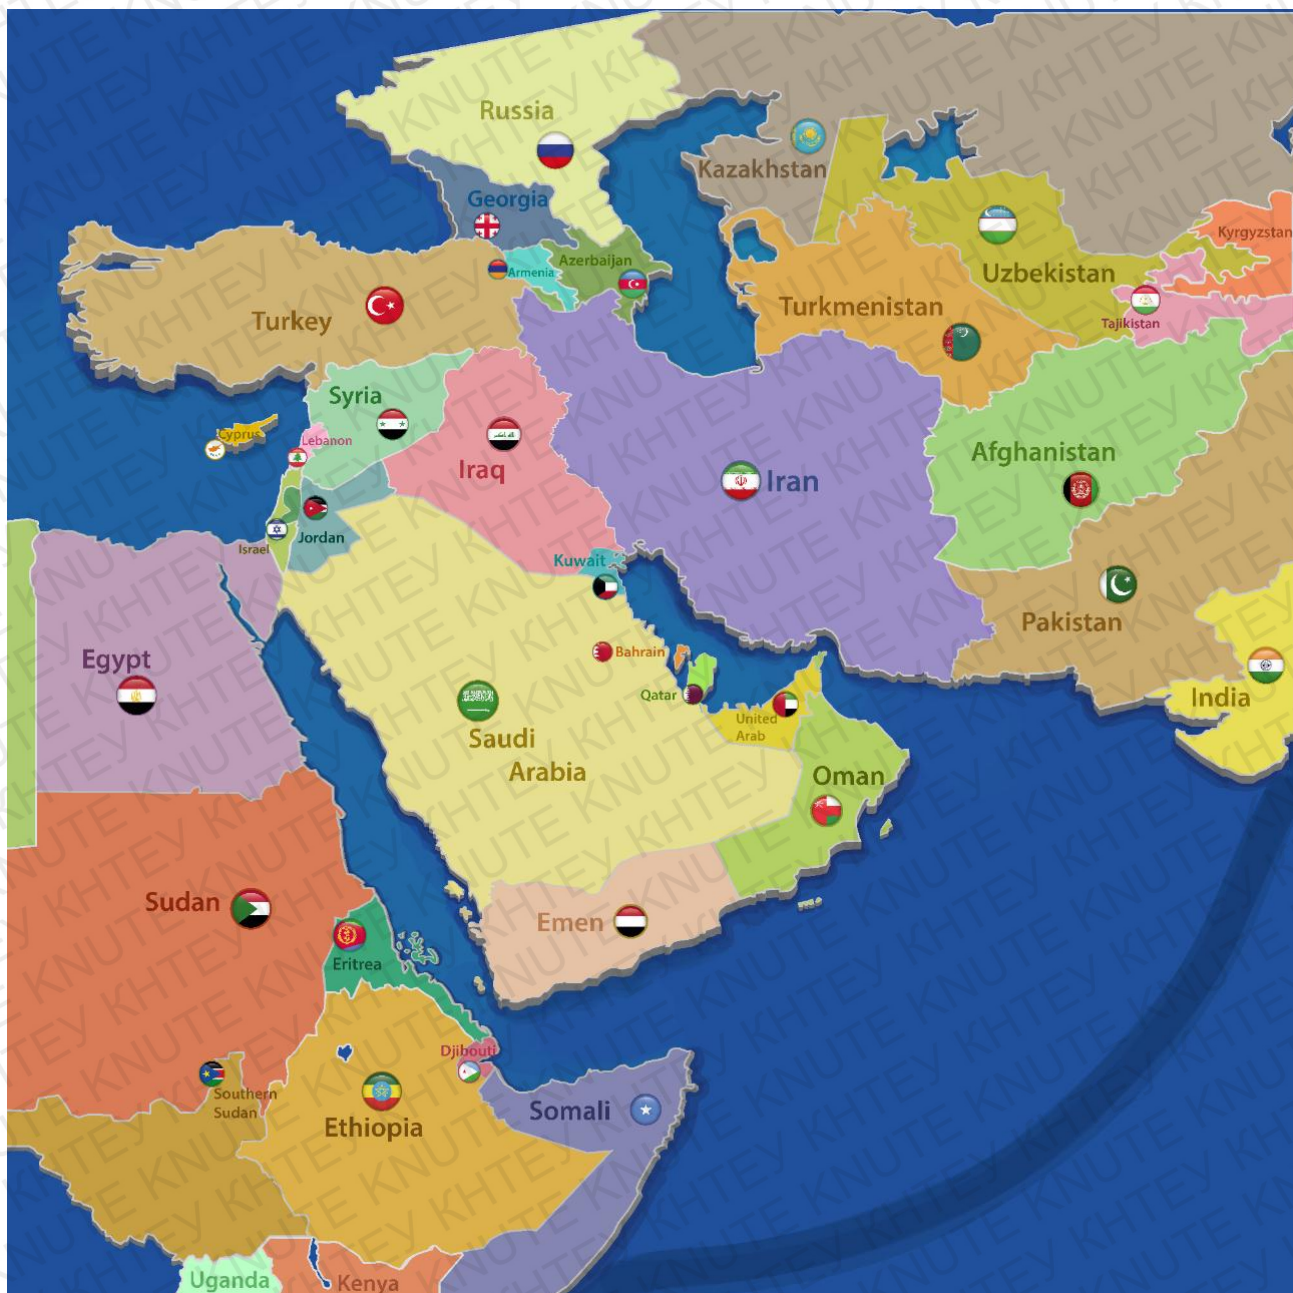 Russia
Kazakhstan
Georgia
Kyrgyzstan
Azerbaijan
Armenia
Uzbekistan
Turkmenistan
Turkey
Tajikistan
Syria
Cyprus
Lebanon
Afghanistan
Iraq
Iran
Jordan
Israel
Kuwait
Pakistan
Egypt
Bahrain
Qatar
India
United
Arab
Saudi
Arabia
Oman
Sudan
Emen
Eritrea
Djibouti
Southern
Sudan
Somali
Ethiopia
Uganda
Kenya
KNUTE КНТЕУ